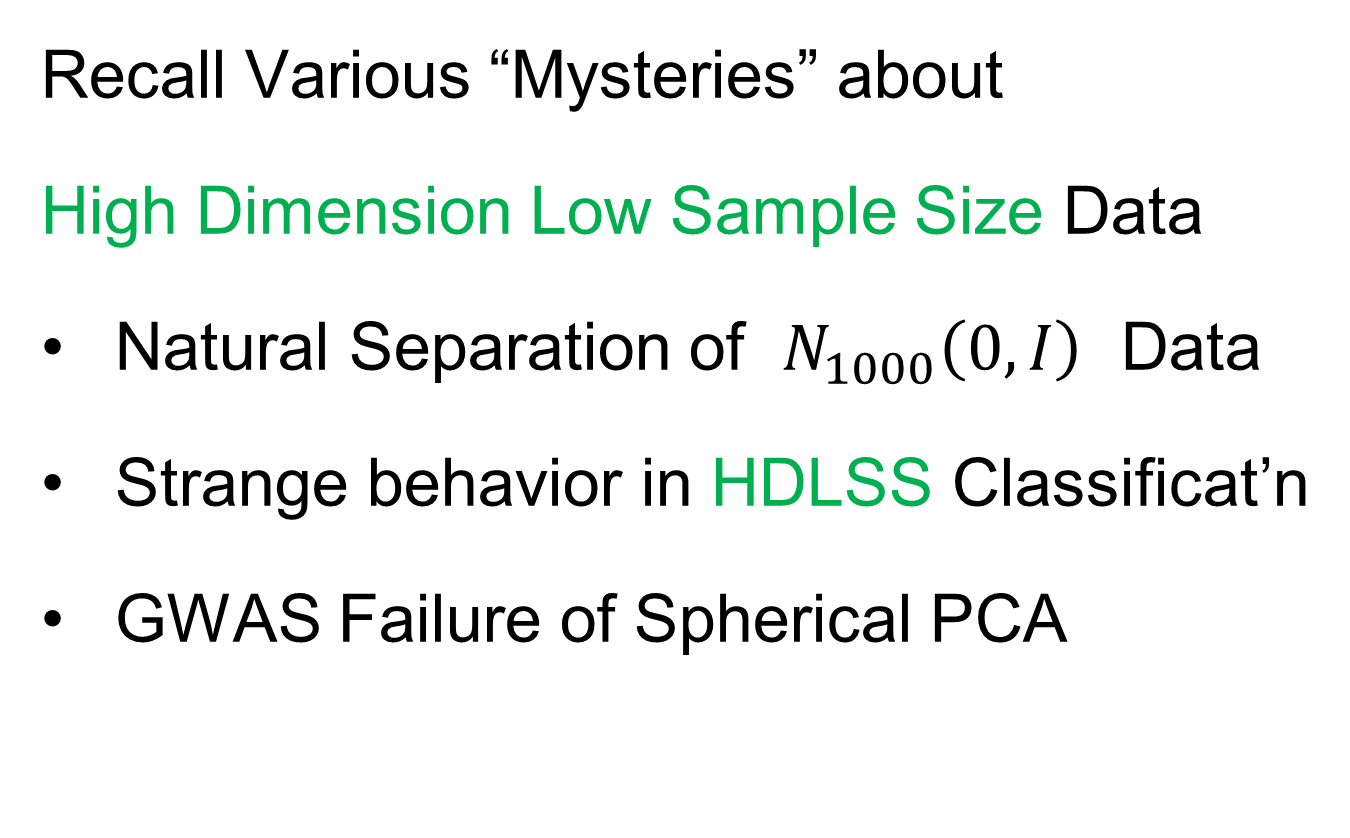 Recall Various “Mysteries” about
High Dimension Low Sample Size Data
• Natural Separation of 𝑁₁₀₀₀(0, 𝐼) Data
• Strange behavior in HDLSS Classificat’n
• GWAS Failure of Spherical PCA